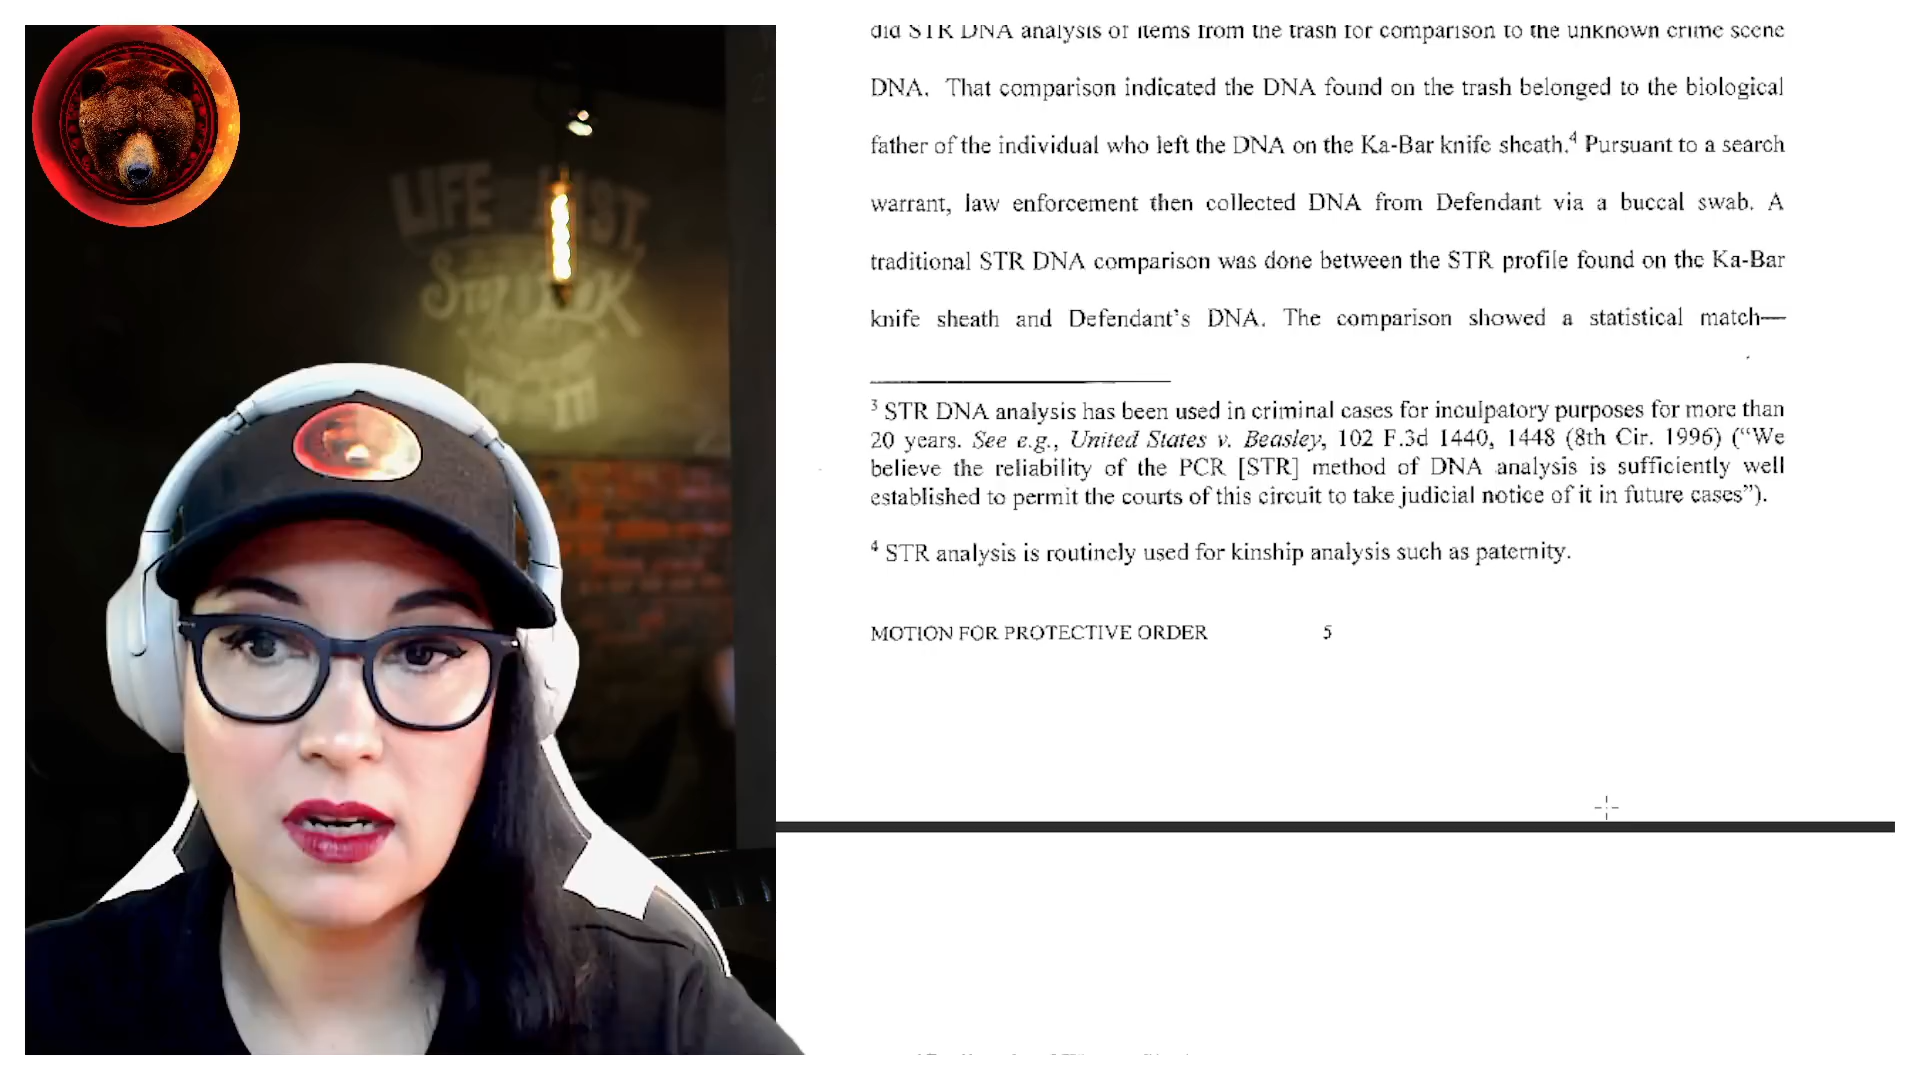 LIFE
did STR DNA analysis of items from the trash for comparison to the unknown crime scene
DNA. That comparison indicated the DNA found on the trash belonged to the biological
father of the individual who left the DNA on the Ka-Bar knife sheath.⁴ Pursuant to a search
warrant, law enforcement then collected DNA from Defendant via a buccal swab. A
traditional STR DNA comparison was done between the STR profile found on the Ka-Bar
knife sheath and Defendant's DNA. The comparison showed a statistical match—
³ STR DNA analysis has been used in criminal cases for inculpatory purposes for more than
20 years. See e.g., United States v. Beasley, 102 F.3d 1440, 1448 (8th Cir. 1996) ("We
believe the reliability of the PCR [STR] method of DNA analysis is sufficiently well
established to permit the courts of this circuit to take judicial notice of it in future cases").
⁴ STR analysis is routinely used for kinship analysis such as paternity.
MOTION FOR PROTECTIVE ORDER 5